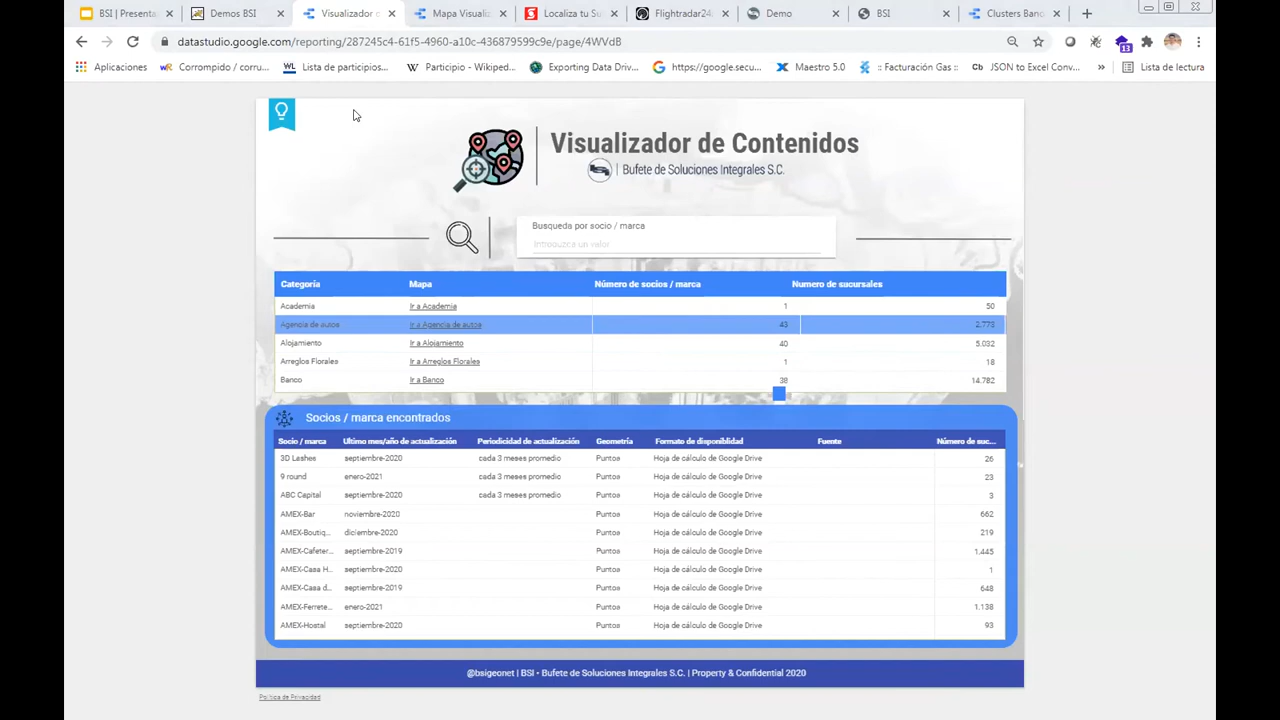 BSI | Presenta
Demos BSI
Visualizador d
Mapa Visualiz
Localiza tu Su
Flightradar24
Demo
BSI
Clusters Banc
datastudio.google.com/reporting/287245c4-61f5-4960-a10c-436879599c9e/page/4WVdB
13
Aplicaciones
wR Corrompido / corru...
WL Lista de participios...
W Participio - Wikiped...
Exporting Data Driv...
https://google.secu...
Maestro 5.0
:: Facturación Gas ::
Cb JSON to Excel Conv...
»
Lista de lectura
Visualizador de Contenidos
Bufete de Soluciones Integrales S.C.
Busqueda por socio / marca
Introduzca un valor
Categoría Mapa Número de socios / marca Numero de sucursales
Academia Ir a Academia 1 50
Agencia de autos Ir a Agencia de autos 43 2.773
Alojamiento Ir a Alojamiento 40 5.032
Arreglos Florales Ir a Arreglos Florales 1 18
Banco Ir a Banco 38 14.782
Socios / marca encontrados
Socio / marca Ultimo mes/año de actualización Periodicidad de actualización Geometría Formato de disponiblidad Fuente Número de suc...
3D Lashes septiembre-2020 cada 3 meses promedio Puntos Hoja de cálculo de Google Drive 26
9 round enero-2021 cada 3 meses promedio Puntos Hoja de cálculo de Google Drive 23
ABC Capital septiembre-2020 cada 3 meses promedio Puntos Hoja de cálculo de Google Drive 3
AMEX-Bar noviembre-2020 Puntos Hoja de cálculo de Google Drive 662
AMEX-Boutiq... diciembre-2020 Puntos Hoja de cálculo de Google Drive 219
AMEX-Cafeter... septiembre-2019 Puntos Hoja de cálculo de Google Drive 1.445
AMEX-Casa H... septiembre-2020 Puntos Hoja de cálculo de Google Drive 1
AMEX-Casa d... septiembre-2019 Puntos Hoja de cálculo de Google Drive 648
AMEX-Ferrete... enero-2021 Puntos Hoja de cálculo de Google Drive 1.138
AMEX-Hostal septiembre-2020 Puntos Hoja de cálculo de Google Drive 93
@bsigeonet | BSI - Bufete de Soluciones Integrales S.C. | Property & Confidential 2020
Política de Privacidad